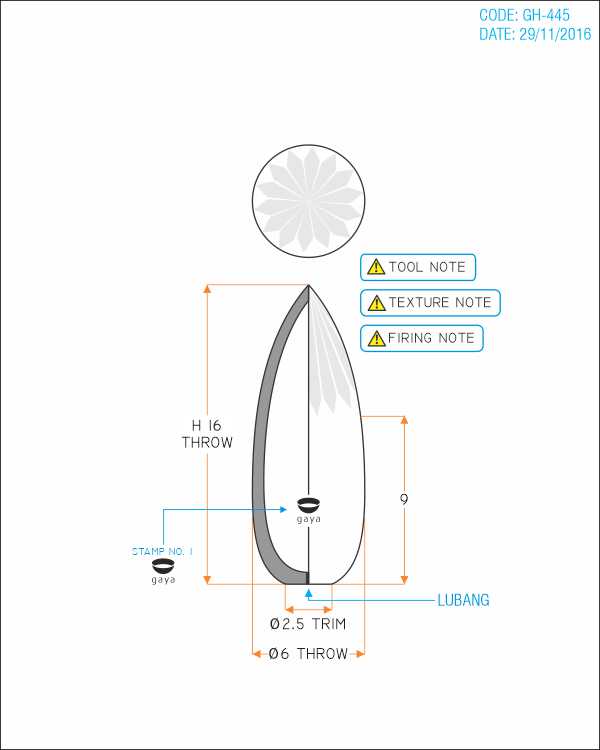 CODE: GH-445
DATE: 29/11/2016
TOOL NOTE
TEXTURE NOTE
FIRING NOTE
H 16
THROW
9
gaya
STAMP NO. 1
gaya
LUBANG
Ø2.5 TRIM
Ø6 THROW